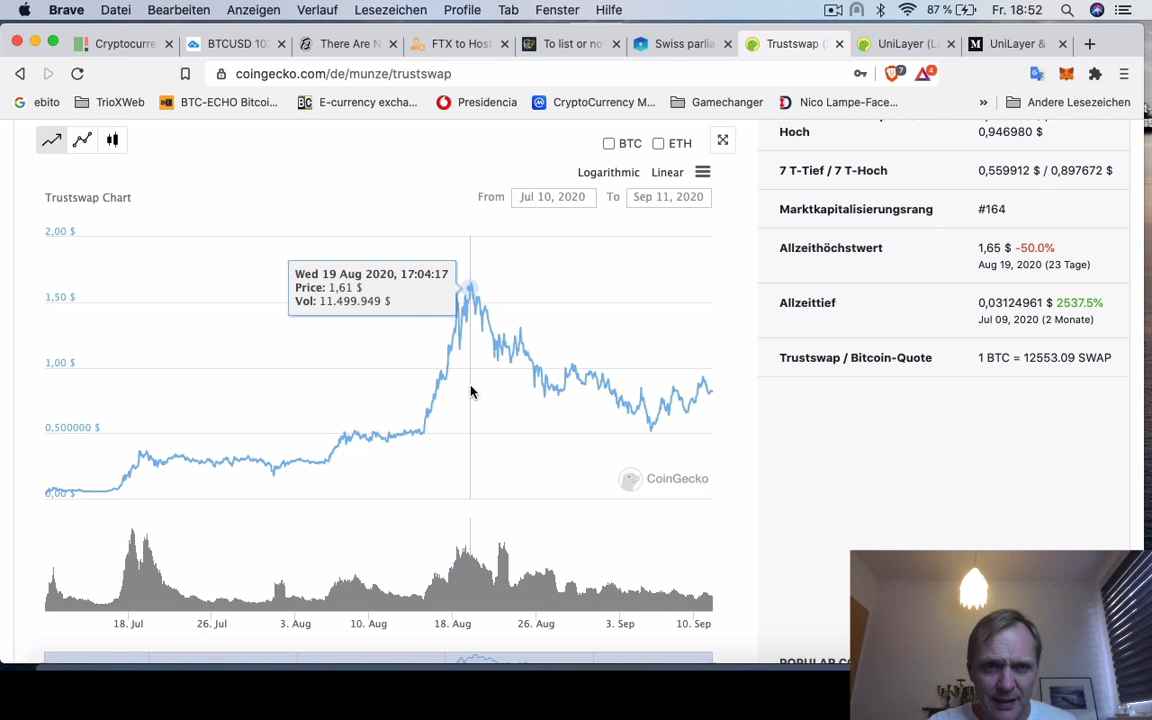 Brave Datei Bearbeiten Anzeigen Verlauf Lesezeichen Profile Tab Fenster Hilfe 87 % Fr. 18:52
Cryptocurre BTCUSD 10 There Are N FTX to Host To list or no Swiss parlia Trustswap ( UniLayer (L UniLayer &
coingecko.com/de/munze/trustswap 7 4
ebito TrioXWeb BTC-ECHO Bitcoi... E-currency excha... Presidencia CryptoCurrency M... Gamechanger Nico Lampe-Face... » Andere Lesezeichen
BTC ETH
Logarithmic Linear
Trustswap Chart From Jul 10, 2020 To Sep 11, 2020
2,00 $
1,50 $
1,00 $
0,500000 $
0,00 $
Wed 19 Aug 2020, 17:04:17
Price: 1,61 $
Vol: 11.499.949 $
CoinGecko
18. Jul 26. Jul 3. Aug 10. Aug 18. Aug 26. Aug 3. Sep 10. Sep
Hoch 0,946980 $
7 T-Tief / 7 T-Hoch 0,559912 $ / 0,897672 $
Marktkapitalisierungsrang #164
Allzeithöchstwert 1,65 $ -50.0%
Aug 19, 2020 (23 Tage)
Allzeittief 0,03124961 $ 2537.5%
Jul 09, 2020 (2 Monate)
Trustswap / Bitcoin-Quote 1 BTC = 12553.09 SWAP